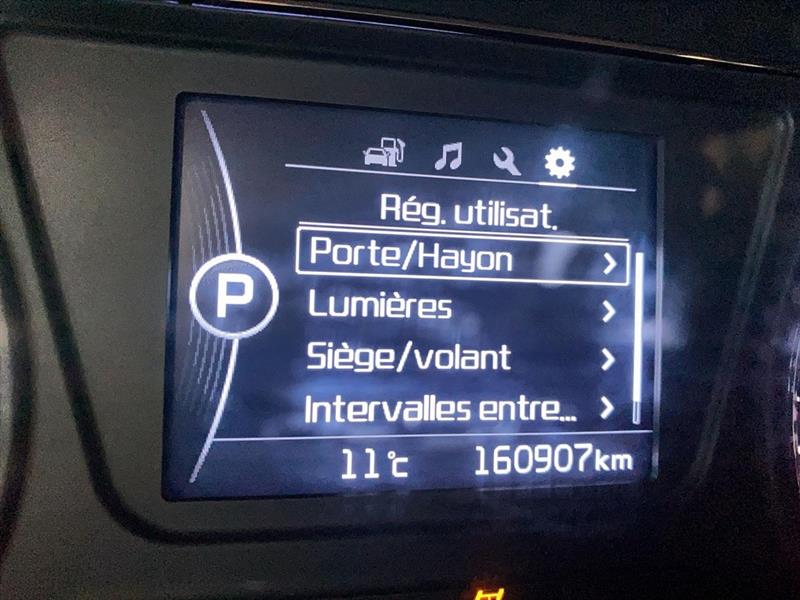 Rég. utilisat.
Porte/Hayon
Lumières
P
Siège/volant
Intervalles entre...
11℃ 160907km